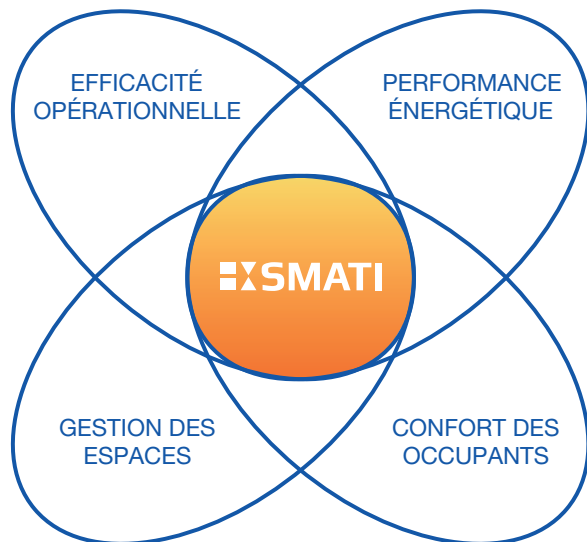 EFFICACITÉ
OPÉRATIONNELLE
PERFORMANCE
ÉNERGÉTIQUE
SMATI
GESTION DES
ESPACES
CONFORT DES
OCCUPANTS